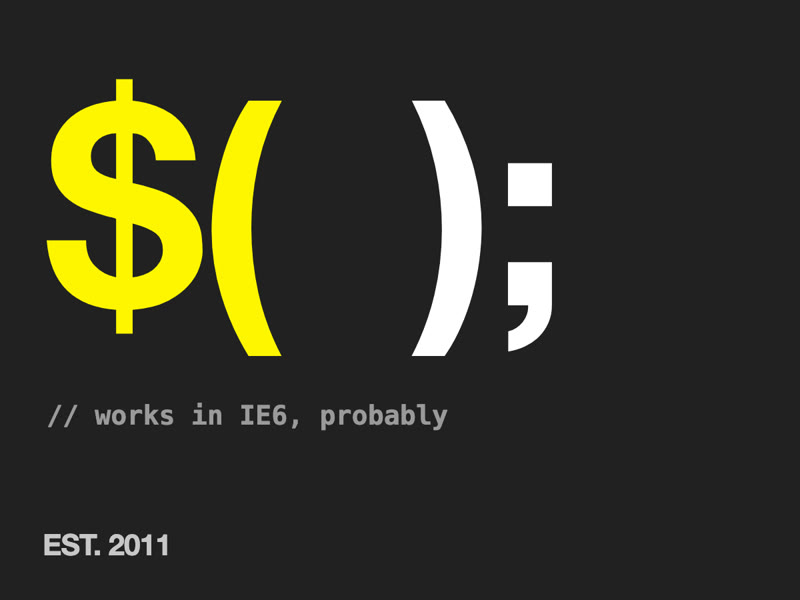 $( );
// works in IE6, probably
EST. 2011